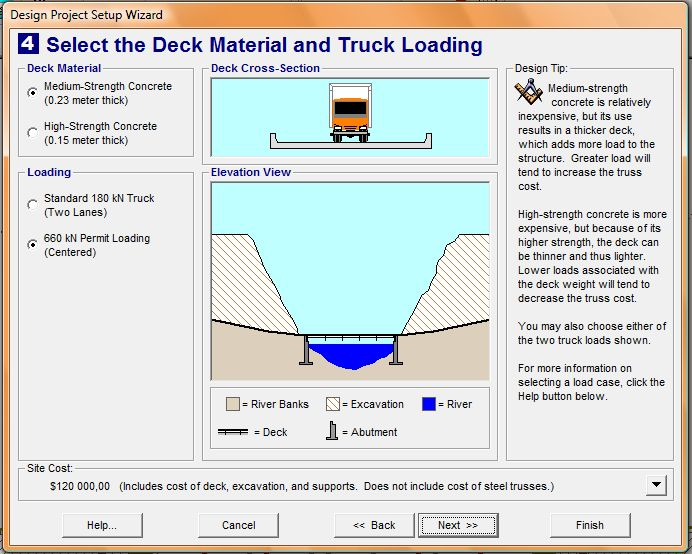 Design Project Setup Wizard
4 Select the Deck Material and Truck Loading
Deck Material
Medium-Strength Concrete
(0.23 meter thick)
High-Strength Concrete
(0.15 meter thick)
Loading
Standard 180 kN Truck
(Two Lanes)
660 kN Permit Loading
(Centered)
Deck Cross-Section
Elevation View
= River Banks
= Excavation
= River
= Deck
= Abutment
Design Tip:
Medium-strength
concrete is relatively
inexpensive, but its use
results in a thicker deck,
which adds more load to the
structure. Greater load will
tend to increase the truss
cost.
High-strength concrete is more
expensive, but because of its
higher strength, the deck can
be thinner and thus lighter.
Lower loads associated with
the deck weight will tend to
decrease the truss cost.
You may also choose either of
the two truck loads shown.
For more information on
selecting a load case, click the
Help button below.
Site Cost:
$120 000,00 (Includes cost of deck, excavation, and supports. Does not include cost of steel trusses.)
Help...
Cancel
<< Back
Next >>
Finish